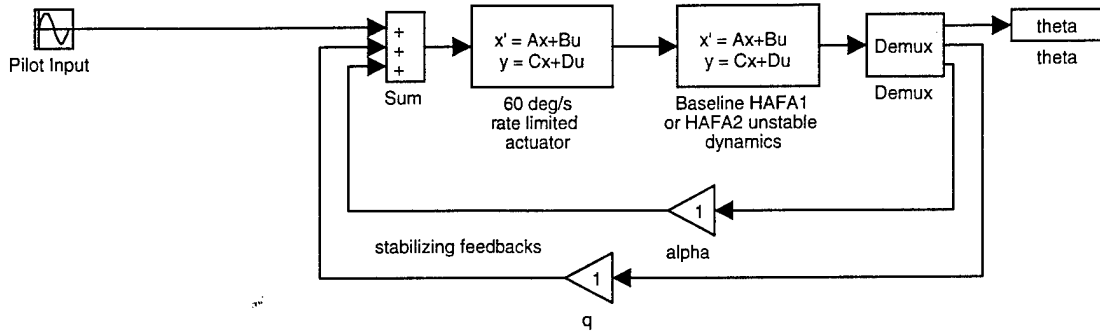 Pilot Input
+
+
+
Sum
x' = Ax+Bu
y = Cx+Du
60 deg/s
rate limited
actuator
x' = Ax+Bu
y = Cx+Du
Baseline HAFA1
or HAFA2 unstable
dynamics
Demux
Demux
theta
theta
1
alpha
stabilizing feedbacks
1
q